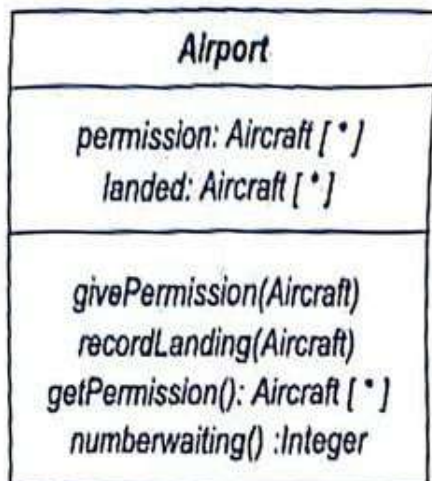 Airport
permission: Aircraft [ * ]
landed: Aircraft [ * ]
givePermission(Aircraft)
recordLanding(Aircraft)
getPermission(): Aircraft [ * ]
numberwaiting() :Integer